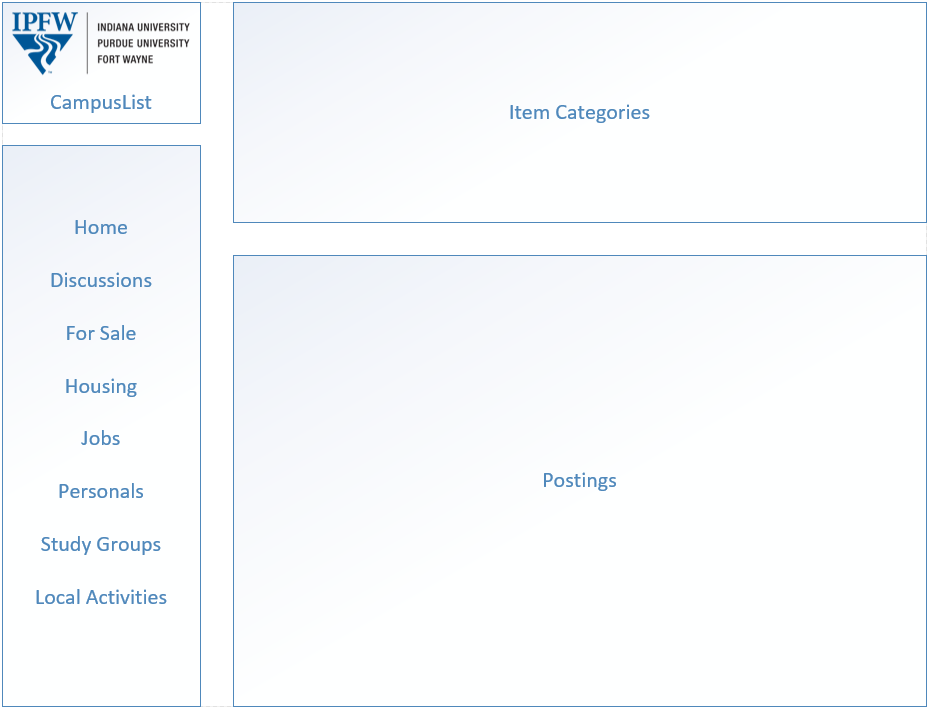 IPFW
INDIANA UNIVERSITY
PURDUE UNIVERSITY
FORT WAYNE
CampusList
Home
Discussions
For Sale
Housing
Jobs
Personals
Study Groups
Local Activities
Item Categories
Postings